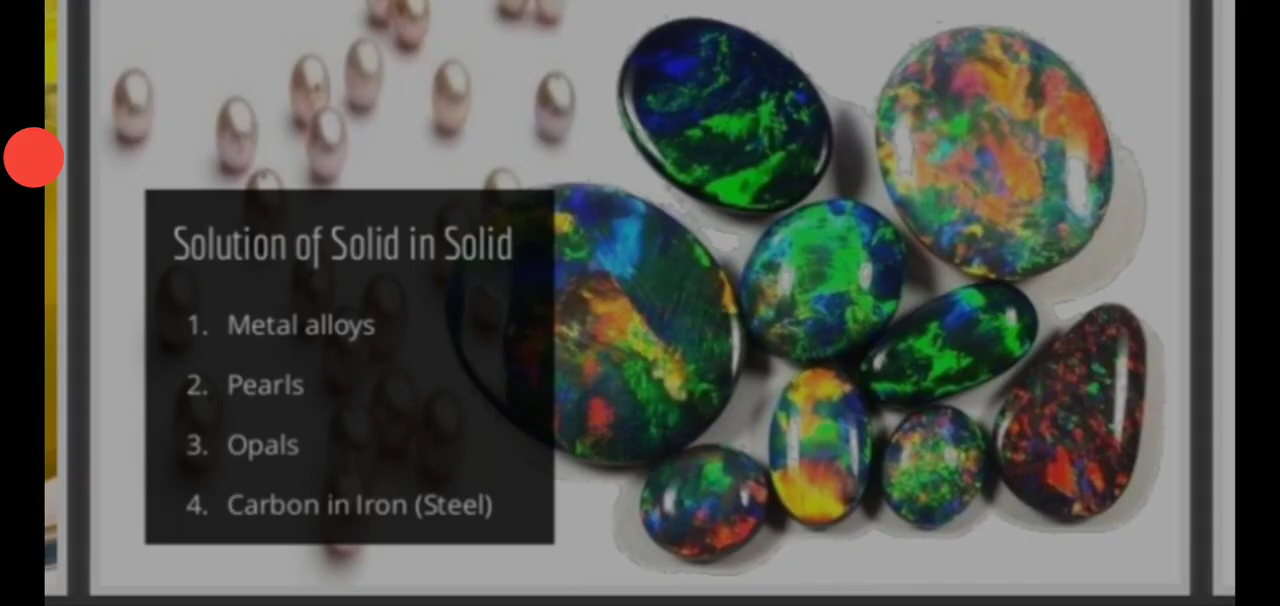 Solution of Solid in Solid
1. Metal alloys
2. Pearls
3. Opals
4. Carbon in Iron (Steel)